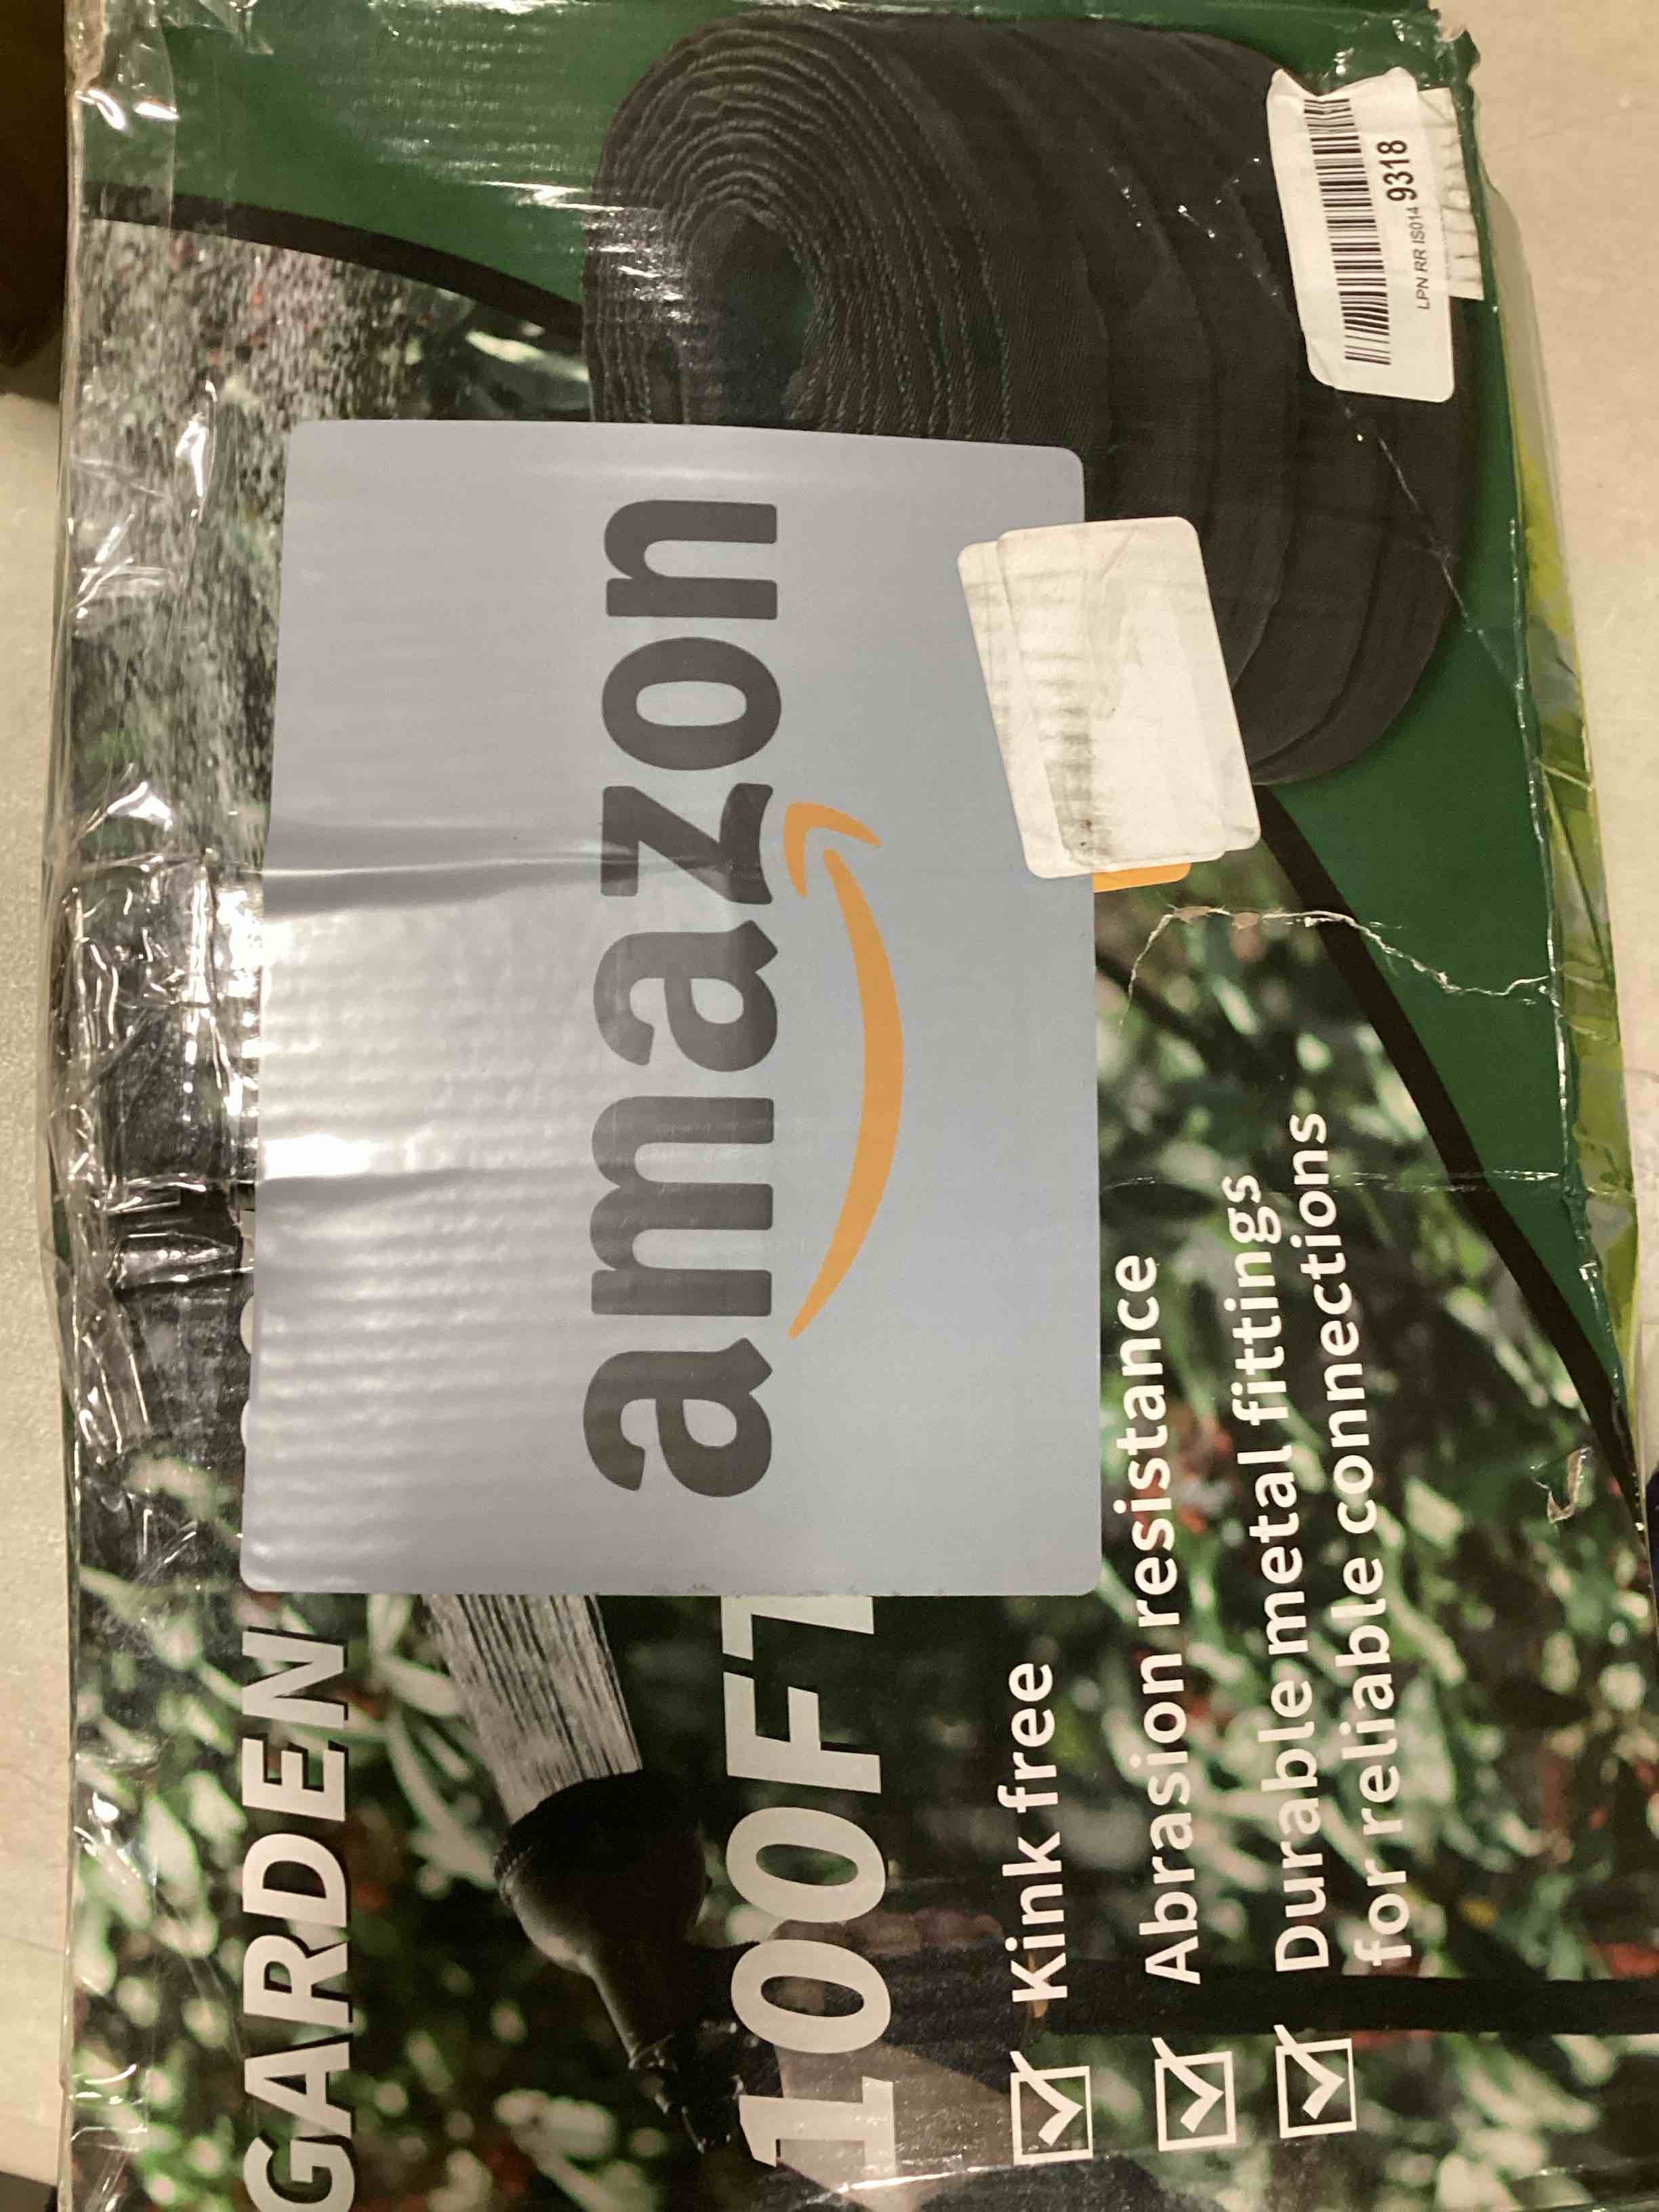 GARDEN
100FT
amazon
Kink free
Abrasion resistance
Durable metal fittings
for reliable connections
LPN RR IS014 9318